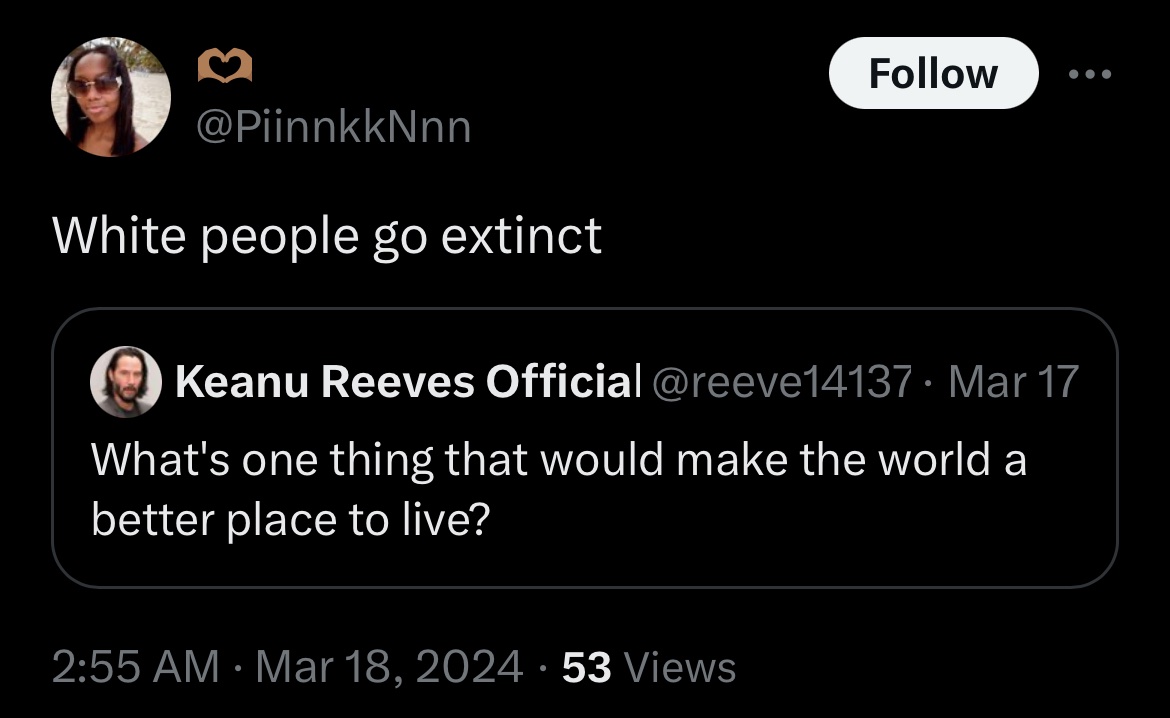 🫶🏽
Follow
@PiinnkkNnn
White people go extinct
Keanu Reeves Official @reeve14137 · Mar 17
What's one thing that would make the world a
better place to live?
2:55 AM · Mar 18, 2024 · 53 Views